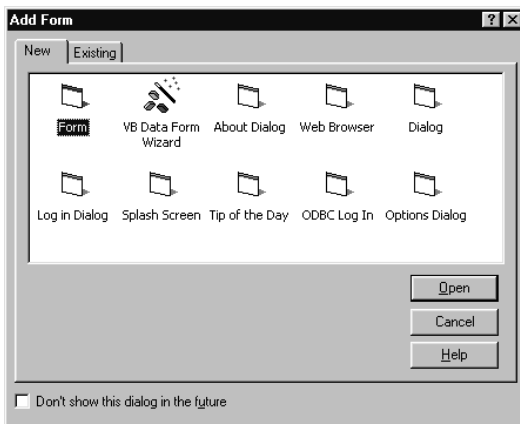 Add Form
New Existing
Form VB Data Form Wizard About Dialog Web Browser Dialog
Log in Dialog Splash Screen Tip of the Day ODBC Log In Options Dialog
Open
Cancel
Help
Don't show this dialog in the future